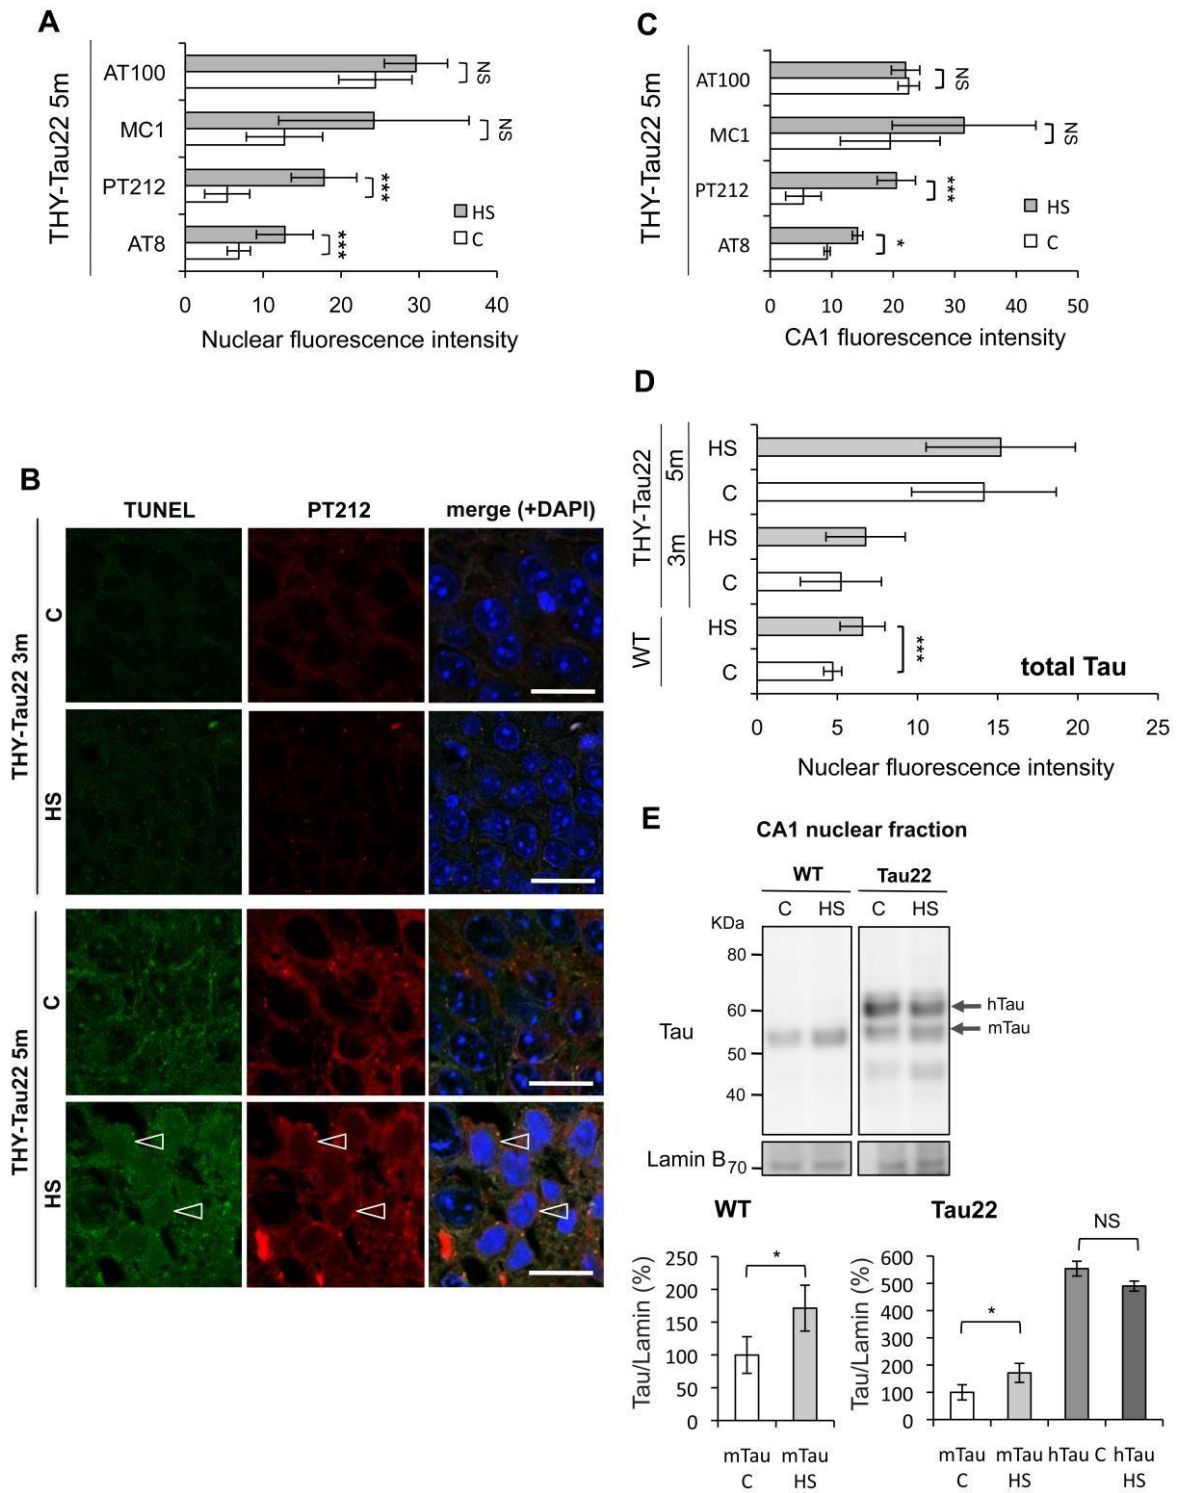 A
THY-Tau22 5m
AT100
MC1
PT212
AT8
NS
NS
***
***
HS
C
0 10 20 30 40
Nuclear fluorescence intensity
C
THY-Tau22 5m
AT100
MC1
PT212
AT8
NS
NS
***
*
HS
C
0 10 20 30 40 50
CA1 fluorescence intensity
D
THY-Tau22
5m
3m
WT
HS
C
HS
C
HS
C
***
total Tau
0 5 10 15 20 25
Nuclear fluorescence intensity
B
TUNEL PT212 merge (+DAPI)
THY-Tau22 3m
C
HS
THY-Tau22 5m
C
HS
E
CA1 nuclear fraction
WT Tau22
C HS C HS
KDa
80
60
50
40
Tau
hTau
mTau
Lamin B 70
WT
Tau/Lamin (%)
250
200
150
100
50
0
*
mTau mTau
C HS
Tau22
Tau/Lamin (%)
600
500
400
300
200
100
0
*
NS
mTau mTau hTau C hTau
C HS HS